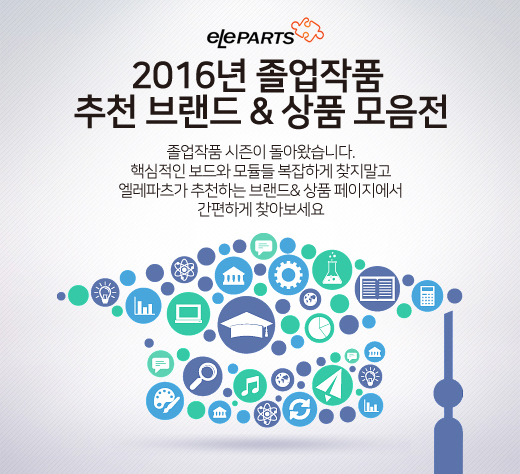 elePARTS
2016년 졸업작품
추천 브랜드 & 상품 모음전
졸업작품 시즌이 돌아왔습니다.
핵심적인 보드와 모듈들 복잡하게 찾지말고
엘레파츠가 추천하는 브랜드& 상품 페이지에서
간편하게 찾아보세요